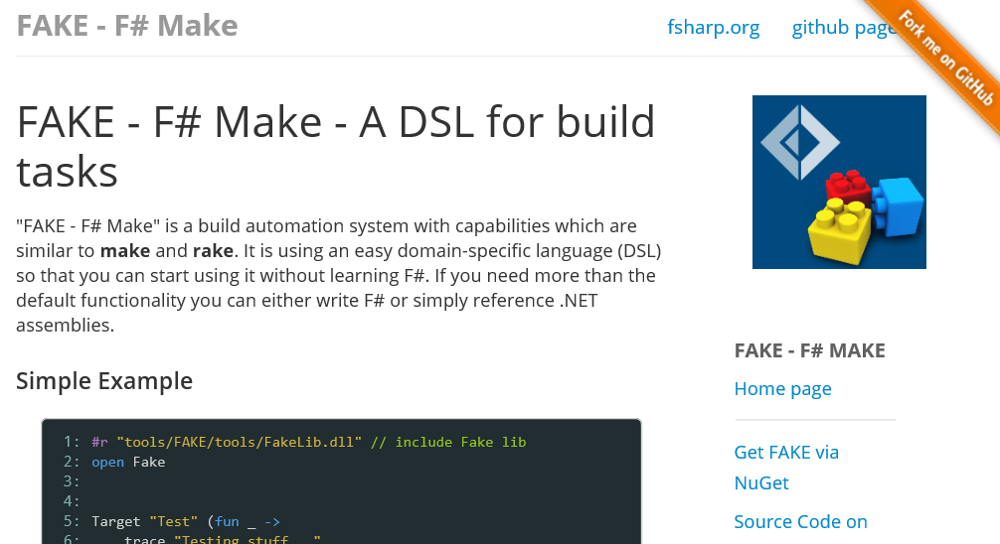 FAKE - F# Make
fsharp.org github page
Fork me on GitHub
FAKE - F# Make - A DSL for build
tasks
"FAKE - F# Make" is a build automation system with capabilities which are
similar to make and rake. It is using an easy domain-specific language (DSL)
so that you can start using it without learning F#. If you need more than the
default functionality you can either write F# or simply reference .NET
assemblies.
Simple Example
1: #r "tools/FAKE/tools/FakeLib.dll" // include Fake lib
2: open Fake
3:
4:
5: Target "Test" (fun _ ->
6: trace "Testing stuff..."
FAKE - F# MAKE
Home page
Get FAKE via
NuGet
Source Code on